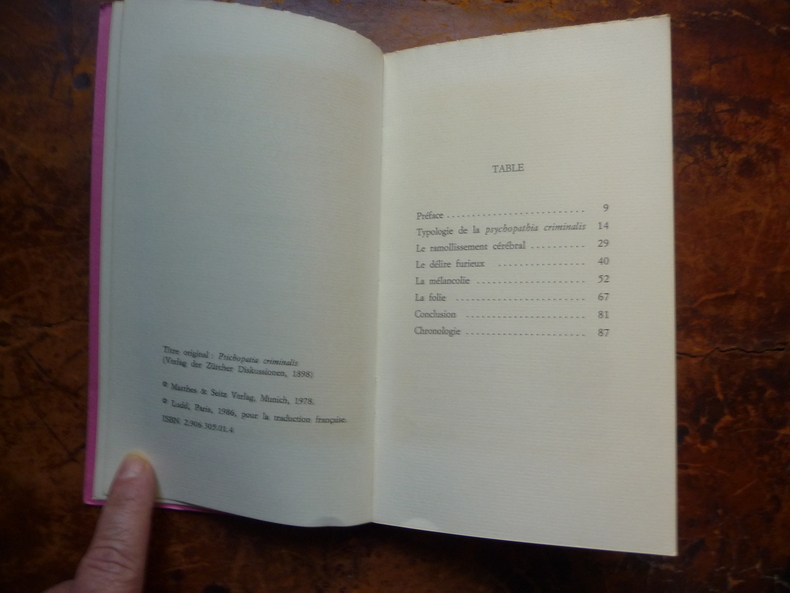 Titre original : Psichopatia criminalis
(Verlag der Zürcher Diskussionen, 1898)
© Matthes & Seitz Verlag, Munich, 1978.
© Ludd, Paris, 1986, pour la traduction française.
ISBN 2.906.305.01.4
TABLE
Préface 9
Typologie de la psychopathia criminalis 14
Le ramollissement cérébral 29
Le délire furieux 40
La mélancolie 52
La folie 67
Conclusion 81
Chronologie 87